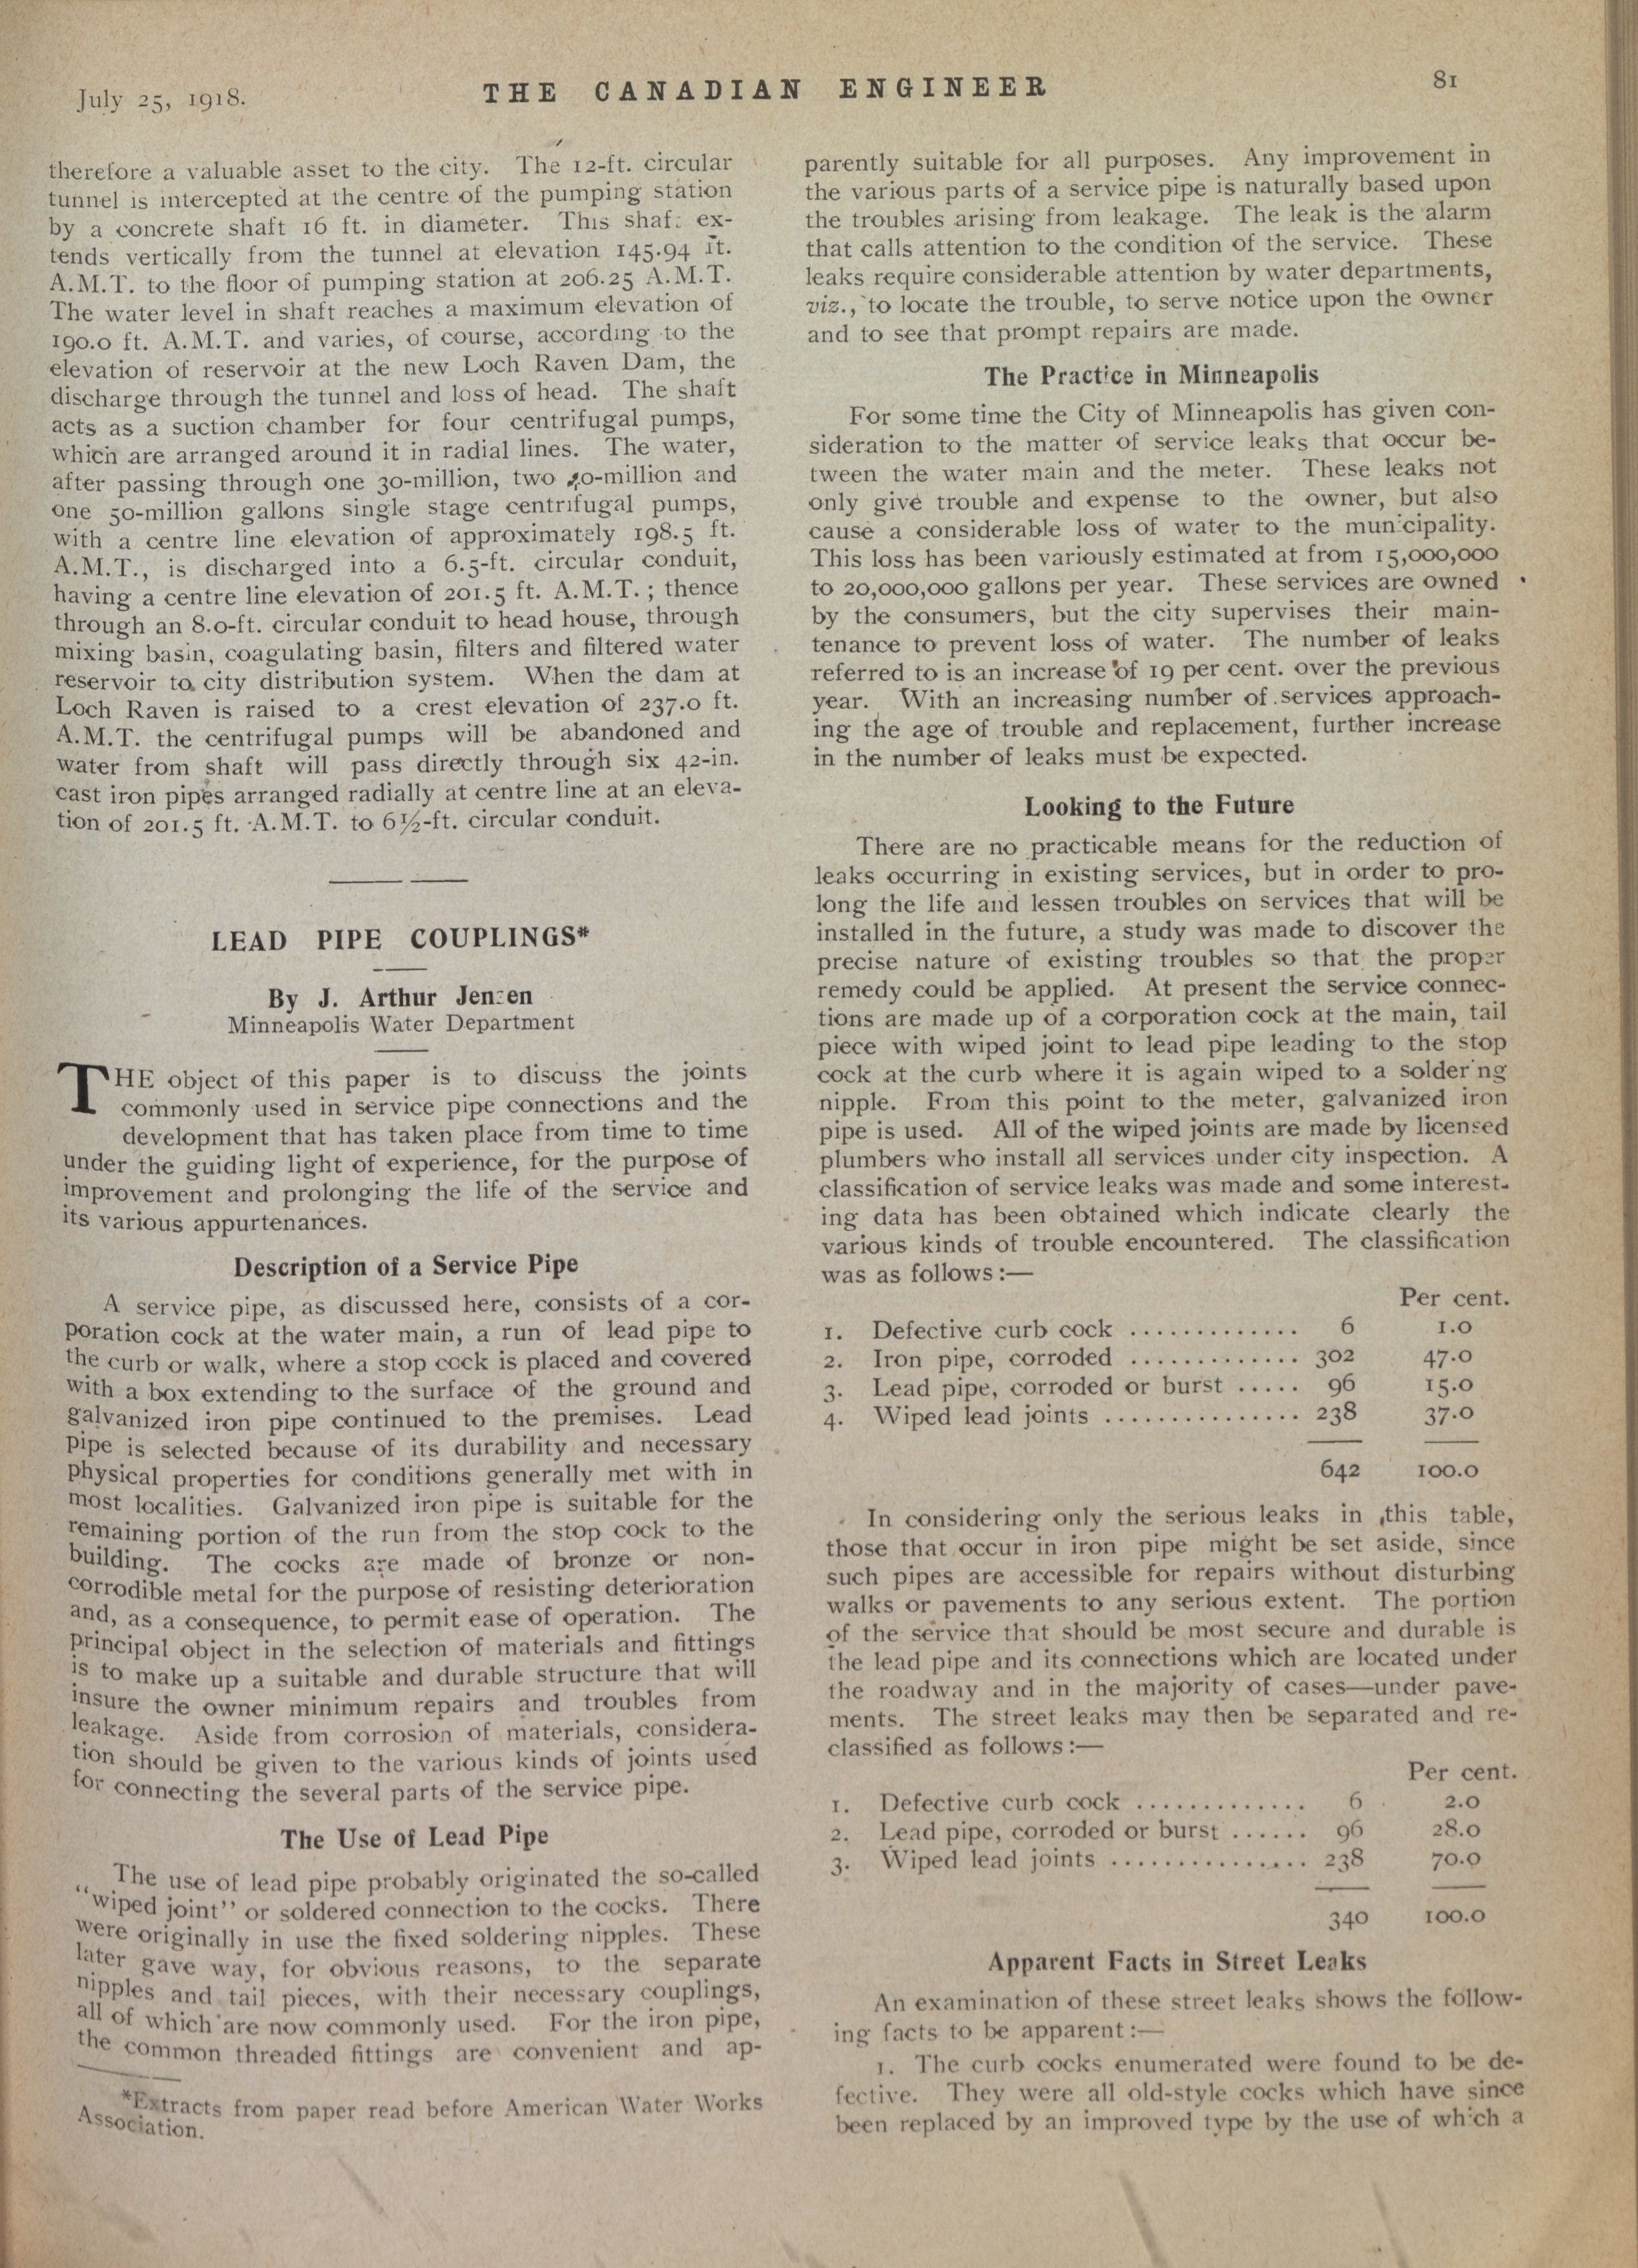 July 25, 1918.
THE CANADIAN ENGINEER
81
therefore a valuable asset to the city. The 12-ft. circular
tunnel is intercepted at the centre of the pumping station
by a concrete shaft 16 ft. in diameter. This shaft ex-
tends vertically from the tunnel at elevation 145.94 ft.
A.M.T. to the floor of pumping station at 206.25 A.M.T.
The water level in shaft reaches a maximum elevation of
190.0 ft. A.M.T. and varies, of course, according to the
elevation of reservoir at the new Loch Raven Dam, the
discharge through the tunnel and loss of head. The shaft
acts as a suction chamber for four centrifugal pumps,
which are arranged around it in radial lines. The water,
after passing through one 30-million, two 40-million and
one 50-million gallons single stage centrifugal pumps,
with a centre line elevation of approximately 198.5 ft.
A.M.T., is discharged into a 6.5-ft. circular conduit,
having a centre line elevation of 201.5 ft. A.M.T.; thence
through an 8.0-ft. circular conduit to head house, through
mixing basin, coagulating basin, filters and filtered water
reservoir to city distribution system. When the dam at
Loch Raven is raised to a crest elevation of 237.0 ft.
A.M.T. the centrifugal pumps will be abandoned and
water from shaft will pass directly through six 42-in.
cast iron pipes arranged radially at centre line at an eleva-
tion of 201.5 ft. A.M.T. to 6½-ft. circular conduit.
LEAD PIPE COUPLINGS*
By J. Arthur Jensen
Minneapolis Water Department
THE object of this paper is to discuss the joints
commonly used in service pipe connections and the
development that has taken place from time to time
under the guiding light of experience, for the purpose of
improvement and prolonging the life of the service and
its various appurtenances.
Description of a Service Pipe
A service pipe, as discussed here, consists of a cor-
poration cock at the water main, a run of lead pipe to
the curb or walk, where a stop cock is placed and covered
with a box extending to the surface of the ground and
galvanized iron pipe continued to the premises. Lead
pipe is selected because of its durability and necessary
physical properties for conditions generally met with in
most localities. Galvanized iron pipe is suitable for the
remaining portion of the run from the stop cock to the
building. The cocks are made of bronze or non-
corrodible metal for the purpose of resisting deterioration
and, as a consequence, to permit ease of operation. The
principal object in the selection of materials and fittings
is to make up a suitable and durable structure that will
insure the owner minimum repairs and troubles from
leakage. Aside from corrosion of materials, considera-
tion should be given to the various kinds of joints used
for connecting the several parts of the service pipe.
The Use of Lead Pipe
The use of lead pipe probably originated the so-called
"wiped joint" or soldered connection to the cocks. There
were originally in use the fixed soldering nipples. These
later gave way, for obvious reasons, to the separate
nipples and tail pieces, with their necessary couplings,
all of which are now commonly used. For the iron pipe,
the common threaded fittings are convenient and ap-
*Extracts from paper read before American Water Works
Association.
parently suitable for all purposes. Any improvement in
the various parts of a service pipe is naturally based upon
the troubles arising from leakage. The leak is the alarm
that calls attention to the condition of the service. These
leaks require considerable attention by water departments,
viz., to locate the trouble, to serve notice upon the owner
and to see that prompt repairs are made.
The Practice in Minneapolis
For some time the City of Minneapolis has given con-
sideration to the matter of service leaks that occur be-
tween the water main and the meter. These leaks not
only give trouble and expense to the owner, but also
cause a considerable loss of water to the municipality.
This loss has been variously estimated at from 15,000,000
to 20,000,000 gallons per year. These services are owned
by the consumers, but the city supervises their main-
tenance to prevent loss of water. The number of leaks
referred to is an increase of 19 per cent. over the previous
year. With an increasing number of services approach-
ing the age of trouble and replacement, further increase
in the number of leaks must be expected.
Looking to the Future
There are no practicable means for the reduction of
leaks occurring in existing services, but in order to pro-
long the life and lessen troubles on services that will be
installed in the future, a study was made to discover the
precise nature of existing troubles so that the proper
remedy could be applied. At present the service connec-
tions are made up of a corporation cock at the main, tail
piece with wiped joint to lead pipe leading to the stop
cock at the curb where it is again wiped to a soldering
nipple. From this point to the meter, galvanized iron
pipe is used. All of the wiped joints are made by licensed
plumbers who install all services under city inspection. A
classification of service leaks was made and some interest-
ing data has been obtained which indicate clearly the
various kinds of trouble encountered. The classification
was as follows:—
Per cent.
1. Defective curb cock ............. 6 1.0
2. Iron pipe, corroded ............. 302 47.0
3. Lead pipe, corroded or burst ..... 96 15.0
4. Wiped lead joints ............... 238 37.0
642 100.0
In considering only the serious leaks in this table,
those that occur in iron pipe might be set aside, since
such pipes are accessible for repairs without disturbing
walks or pavements to any serious extent. The portion
of the service that should be most secure and durable is
the lead pipe and its connections which are located under
the roadway and in the majority of cases—under pave-
ments. The street leaks may then be separated and re-
classified as follows:—
Per cent.
1. Defective curb cock ............. 6 2.0
2. Lead pipe, corroded or burst ...... 96 28.0
3. Wiped lead joints ............... 238 70.0
340 100.0
Apparent Facts in Street Leaks
An examination of these street leaks shows the follow-
ing facts to be apparent:—
1. The curb cocks enumerated were found to be de-
fective. They were all old-style cocks which have since
been replaced by an improved type by the use of which a